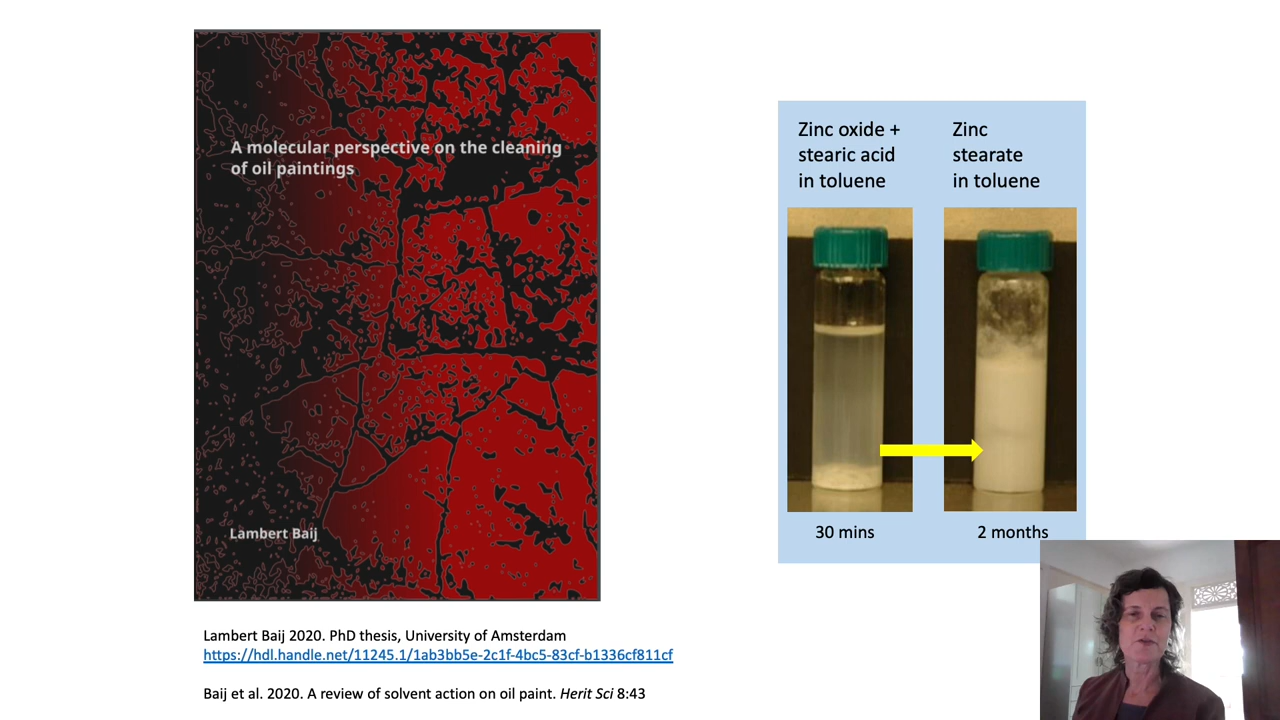 A molecular perspective on the cleaning
of oil paintings
Lambert Baij
Zinc oxide +
stearic acid
in toluene
Zinc
stearate
in toluene
30 mins
2 months
Lambert Baij 2020. PhD thesis, University of Amsterdam
https://hdl.handle.net/11245.1/1ab3bb5e-2c1f-4bc5-83cf-b1336cf811cf
Baij et al. 2020. A review of solvent action on oil paint. Herit Sci 8:43